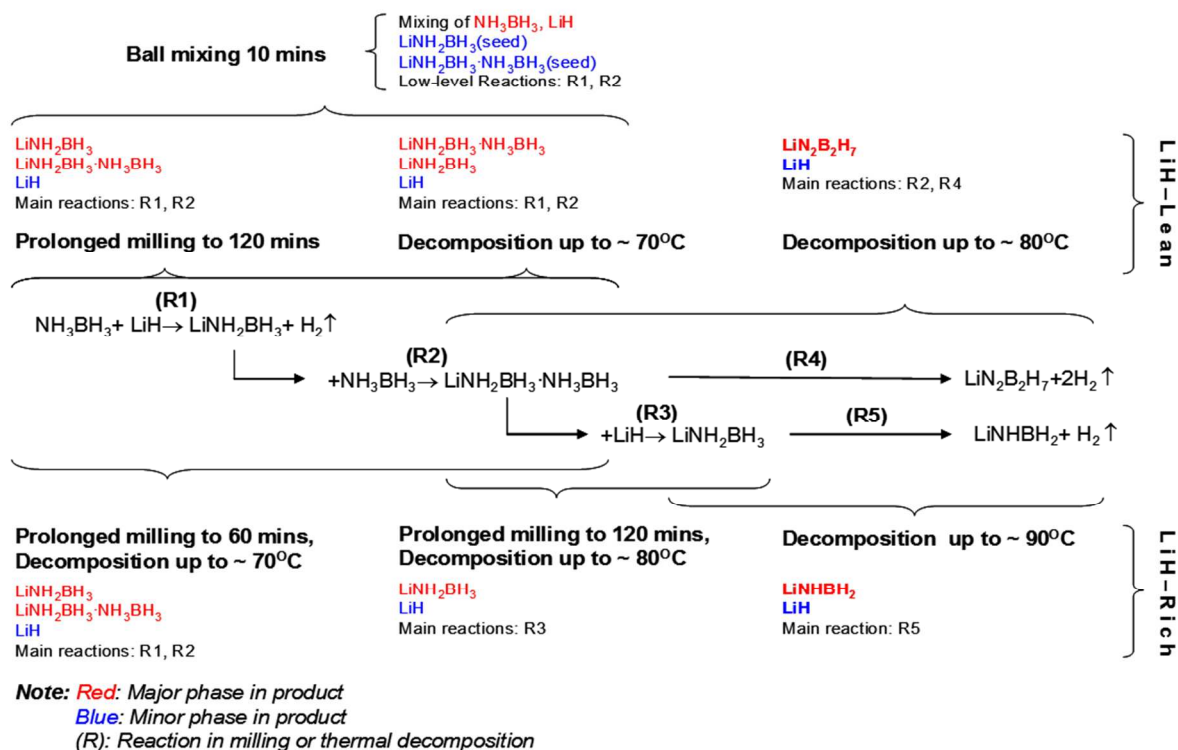 Ball mixing 10 mins
Mixing of NH₃BH₃, LiH
LiNH₂BH₃(seed)
LiNH₂BH₃·NH₃BH₃(seed)
Low-level Reactions: R1, R2
LiNH₂BH₃
LiNH₂BH₃·NH₃BH₃
LiH
Main reactions: R1, R2
Prolonged milling to 120 mins
LiNH₂BH₃·NH₃BH₃
LiNH₂BH₃
LiH
Main reactions: R1, R2
Decomposition up to ~ 70°C
LiN₂B₂H₇
LiH
Main reactions: R2, R4
Decomposition up to ~ 80°C
LiH–Lean
(R1)
NH₃BH₃+ LiH→LiNH₂BH₃+ H₂↑
(R2)
+NH₃BH₃→LiNH₂BH₃·NH₃BH₃
(R4)
LiN₂B₂H₇+2H₂↑
(R3)
+LiH→LiNH₂BH₃
(R5)
LiNHBH₂+ H₂↑
Prolonged milling to 60 mins,
Decomposition up to ~ 70°C
LiNH₂BH₃
LiNH₂BH₃·NH₃BH₃
LiH
Main reactions: R1, R2
Prolonged milling to 120 mins,
Decomposition up to ~ 80°C
LiNH₂BH₃
LiH
Main reactions: R3
Decomposition up to ~ 90°C
LiNHBH₂
LiH
Main reaction: R5
LiH–Rich
Note: Red: Major phase in product
Blue: Minor phase in product
(R): Reaction in milling or thermal decomposition